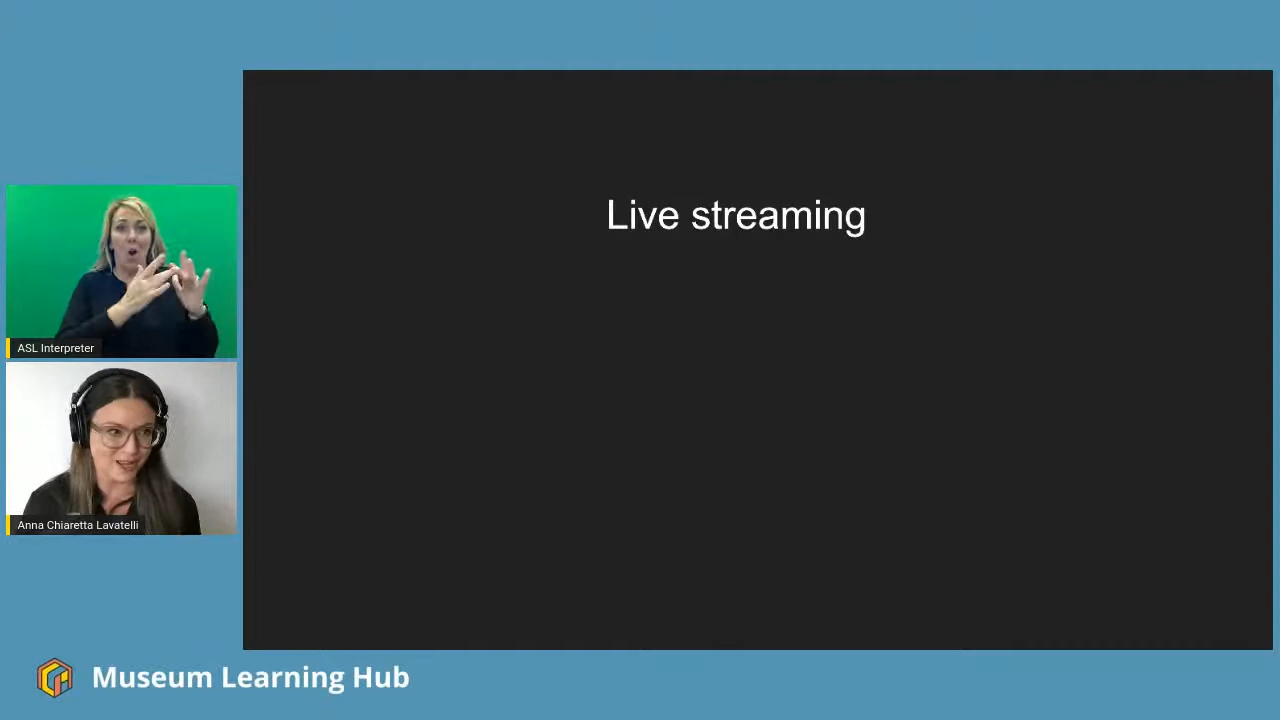 Live streaming
ASL Interpreter
Anna Chiaretta Lavatelli
Museum Learning Hub